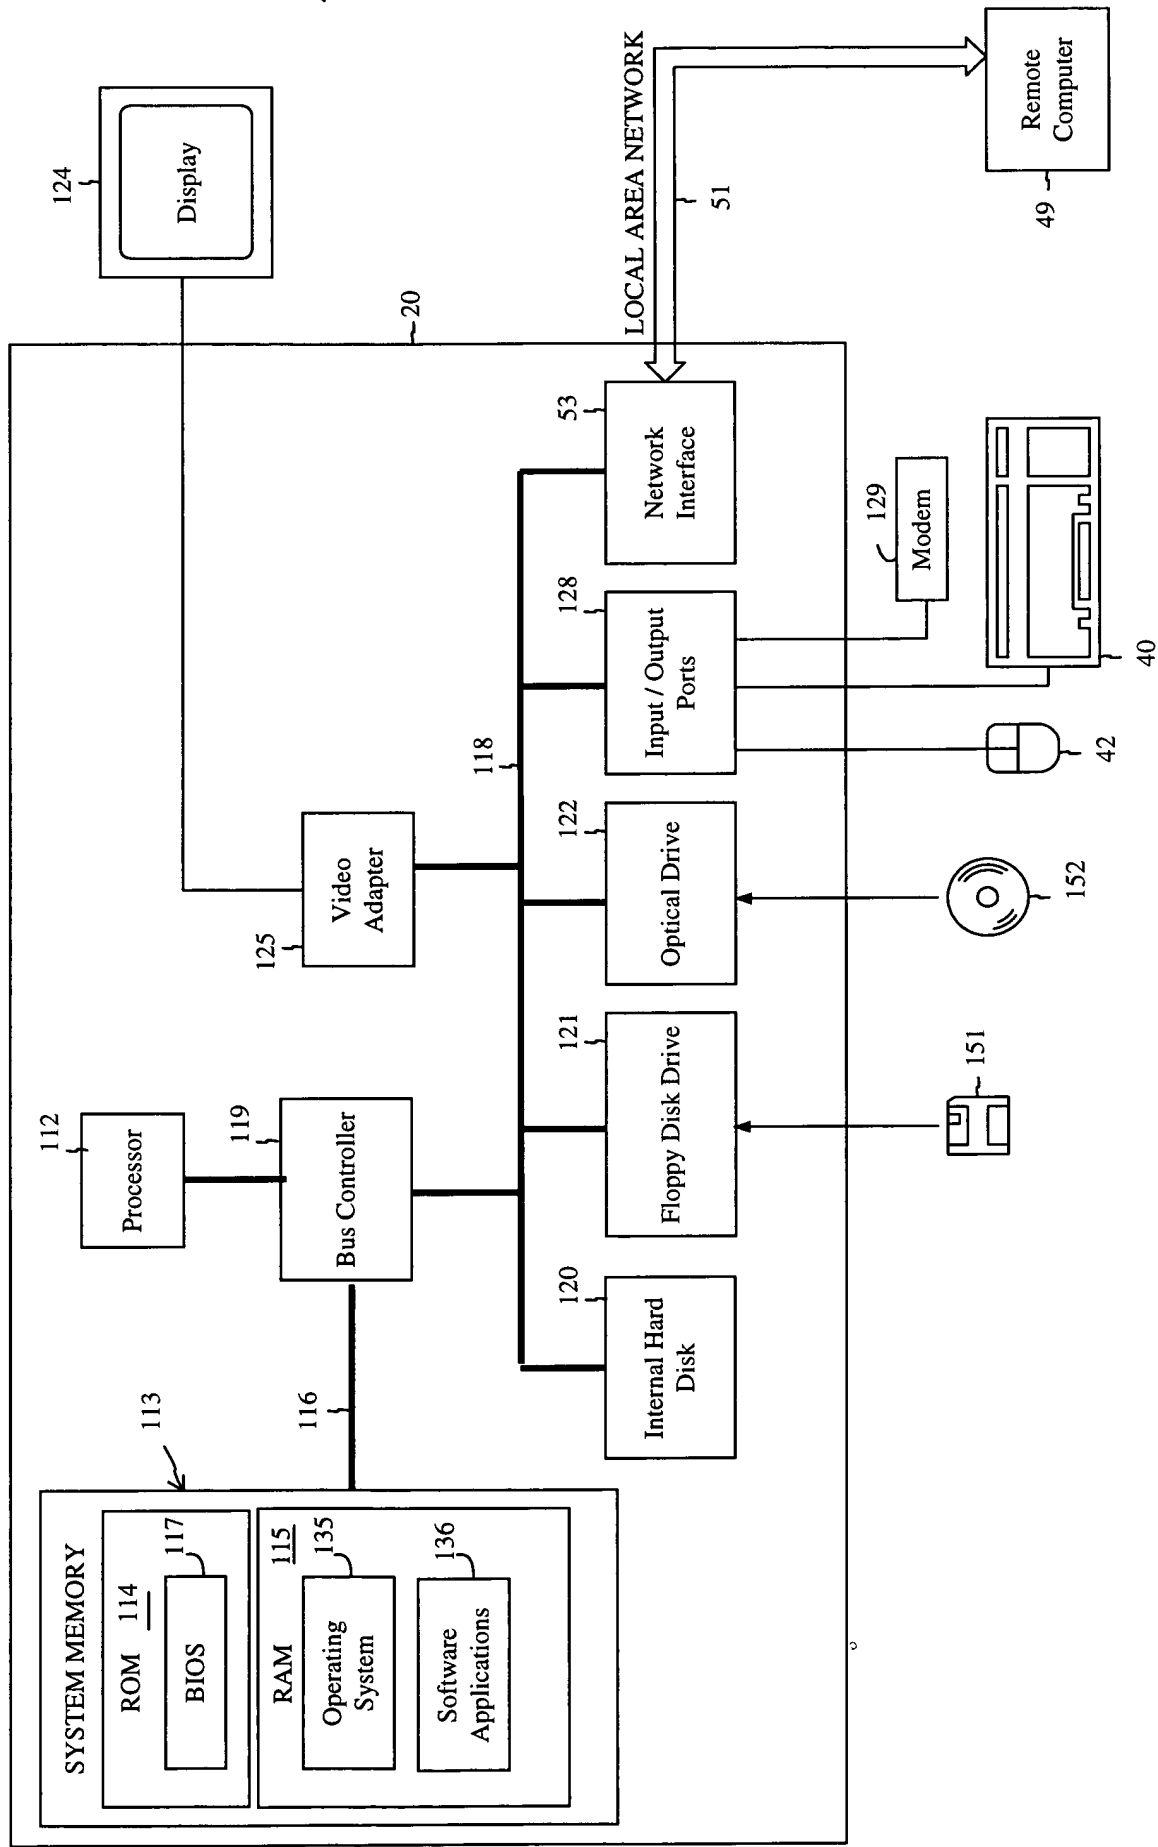 SYSTEM MEMORY
ROM
114
117
BIOS
RAM
115
135
Operating
System
136
Software
Applications
113
116
112
Processor
119
Bus Controller
125
Video
Adapter
124
Display
20
118
120
Internal Hard
Disk
121
Floppy Disk Drive
122
Optical Drive
128
Input / Output
Ports
53
Network
Interface
LOCAL AREA NETWORK
51
Remote
Computer
49
129
Modem
40
42
152
151